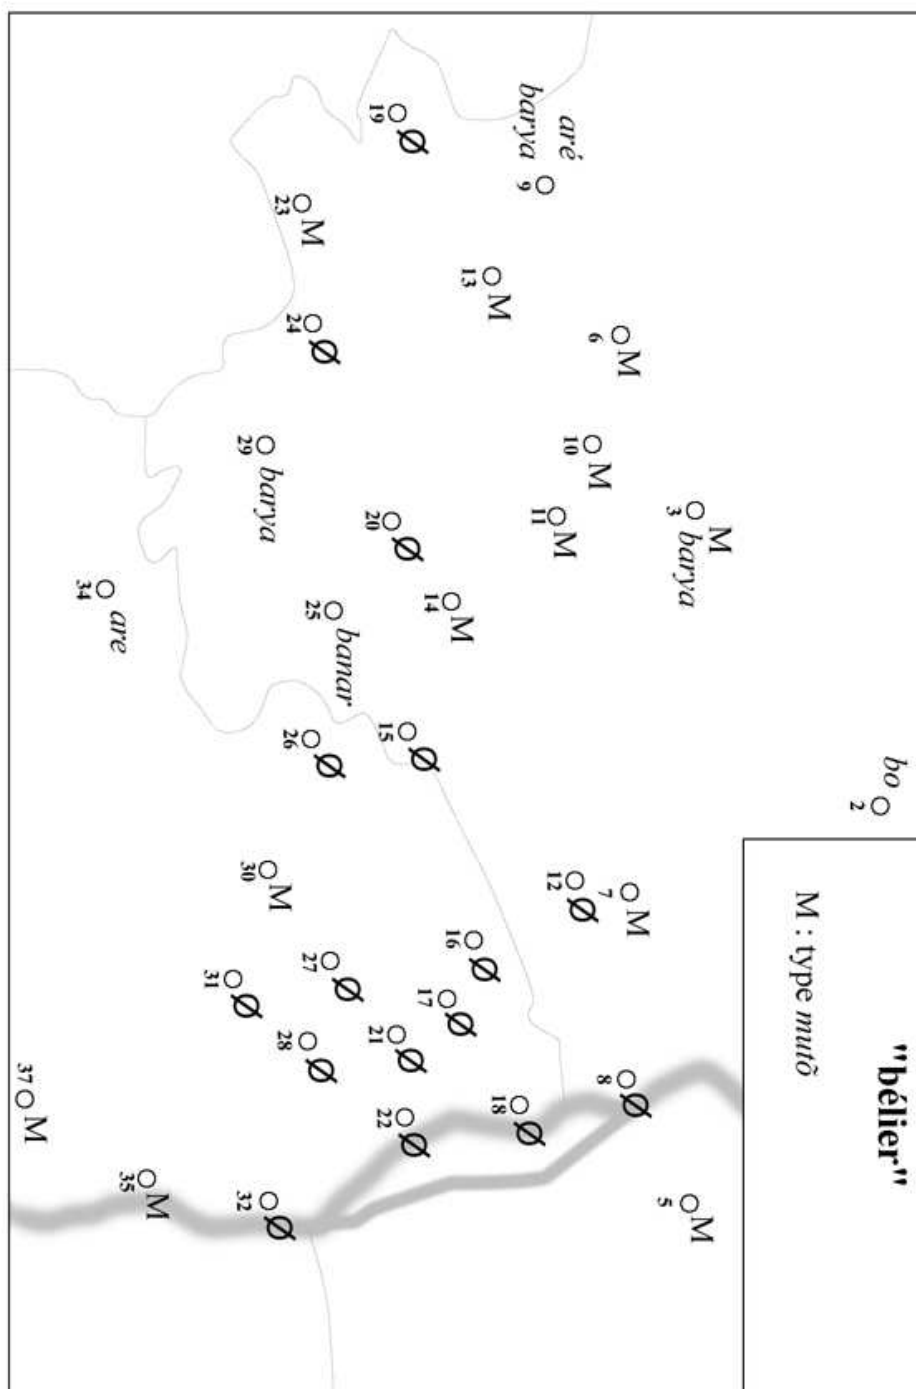 "bélier"
M : type mutõ
bo
2
M
3 barya
5 M
6 M
7 M
8 Ø
aré
barya
9
10 M
11 M
12 Ø
13 M
14 M
15 Ø
16 Ø
17 Ø
18 Ø
19 Ø
20 Ø
21 Ø
22 Ø
23 M
24 Ø
25 banar
26 Ø
27 Ø
28 Ø
29 barya
30 M
31 Ø
32 Ø
34 are
35 M
37 M